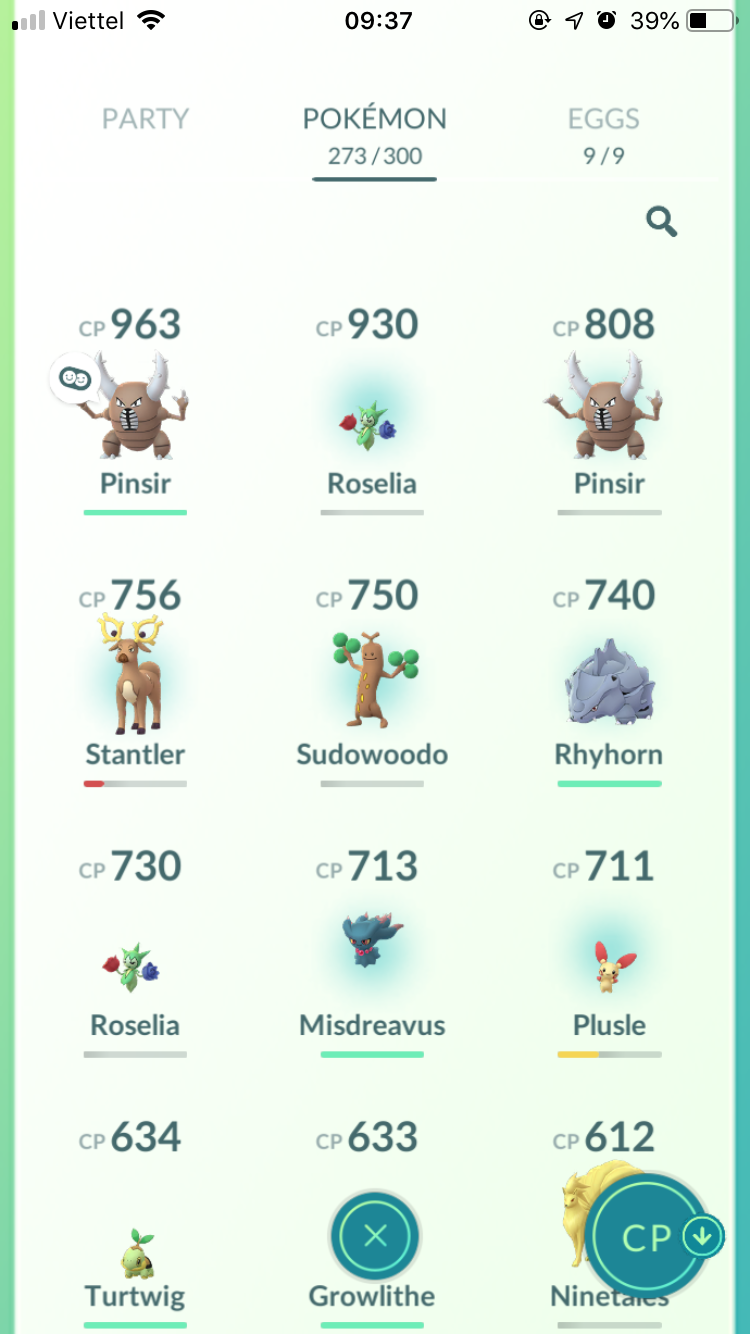 Viettel 09:37 39%
PARTY POKÉMON EGGS
273 / 300 9 / 9
CP 963 CP 930 CP 808
Pinsir Roselia Pinsir
CP 756 CP 750 CP 740
Stantler Sudowoodo Rhyhorn
CP 730 CP 713 CP 711
Roselia Misdreavus Plusle
CP 634 CP 633 CP 612
CP
Turtwig Growlithe Ninetales